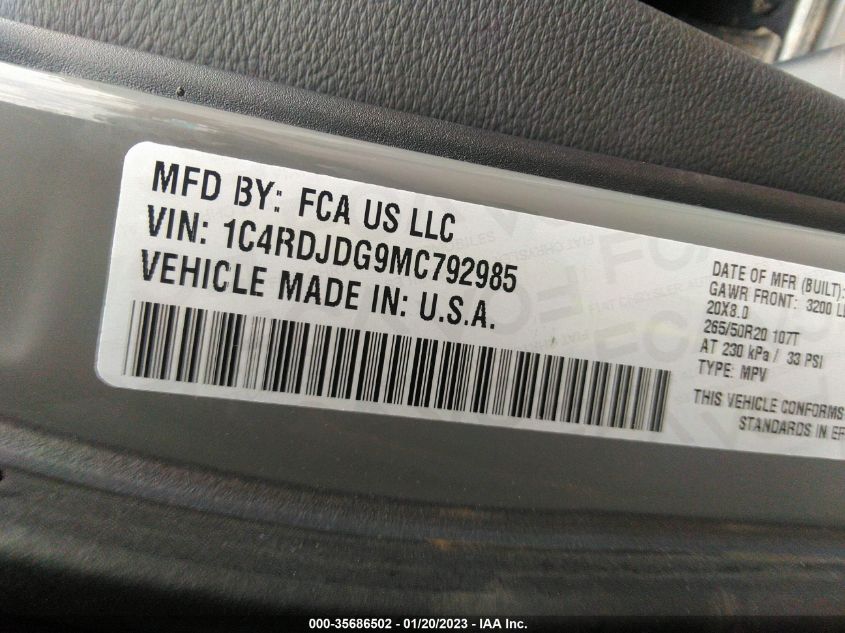 MFD BY: FCA US LLC
VIN: 1C4RDJDG9MC792985
VEHICLE MADE IN: U.S.A.
DATE OF MFR (BUILT):
GAWR FRONT: 3200
20X8.0
265/50R20 107T
AT 230 kPa / 33 PSI
TYPE: MPV
THIS VEHICLE CONFORMS
STANDARDS IN
000-35686502 - 01/20/2023 - IAA Inc.